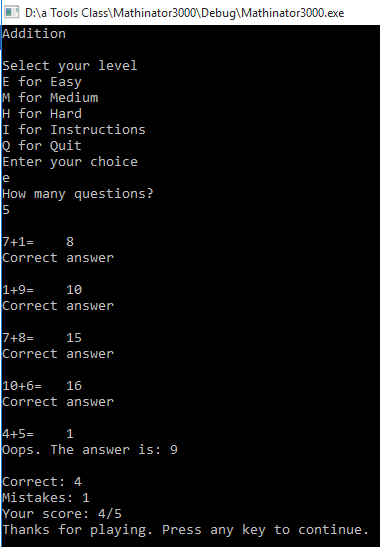 D:\a Tools Class\Mathinator3000\Debug\Mathinator3000.exe
Addition
Select your level
E for Easy
M for Medium
H for Hard
I for Instructions
Q for Quit
Enter your choice
e
How many questions?
5
7+1=    8
Correct answer
1+9=    10
Correct answer
7+8=    15
Correct answer
10+6=   16
Correct answer
4+5=    1
Oops. The answer is: 9
Correct: 4
Mistakes: 1
Your score: 4/5
Thanks for playing. Press any key to continue.